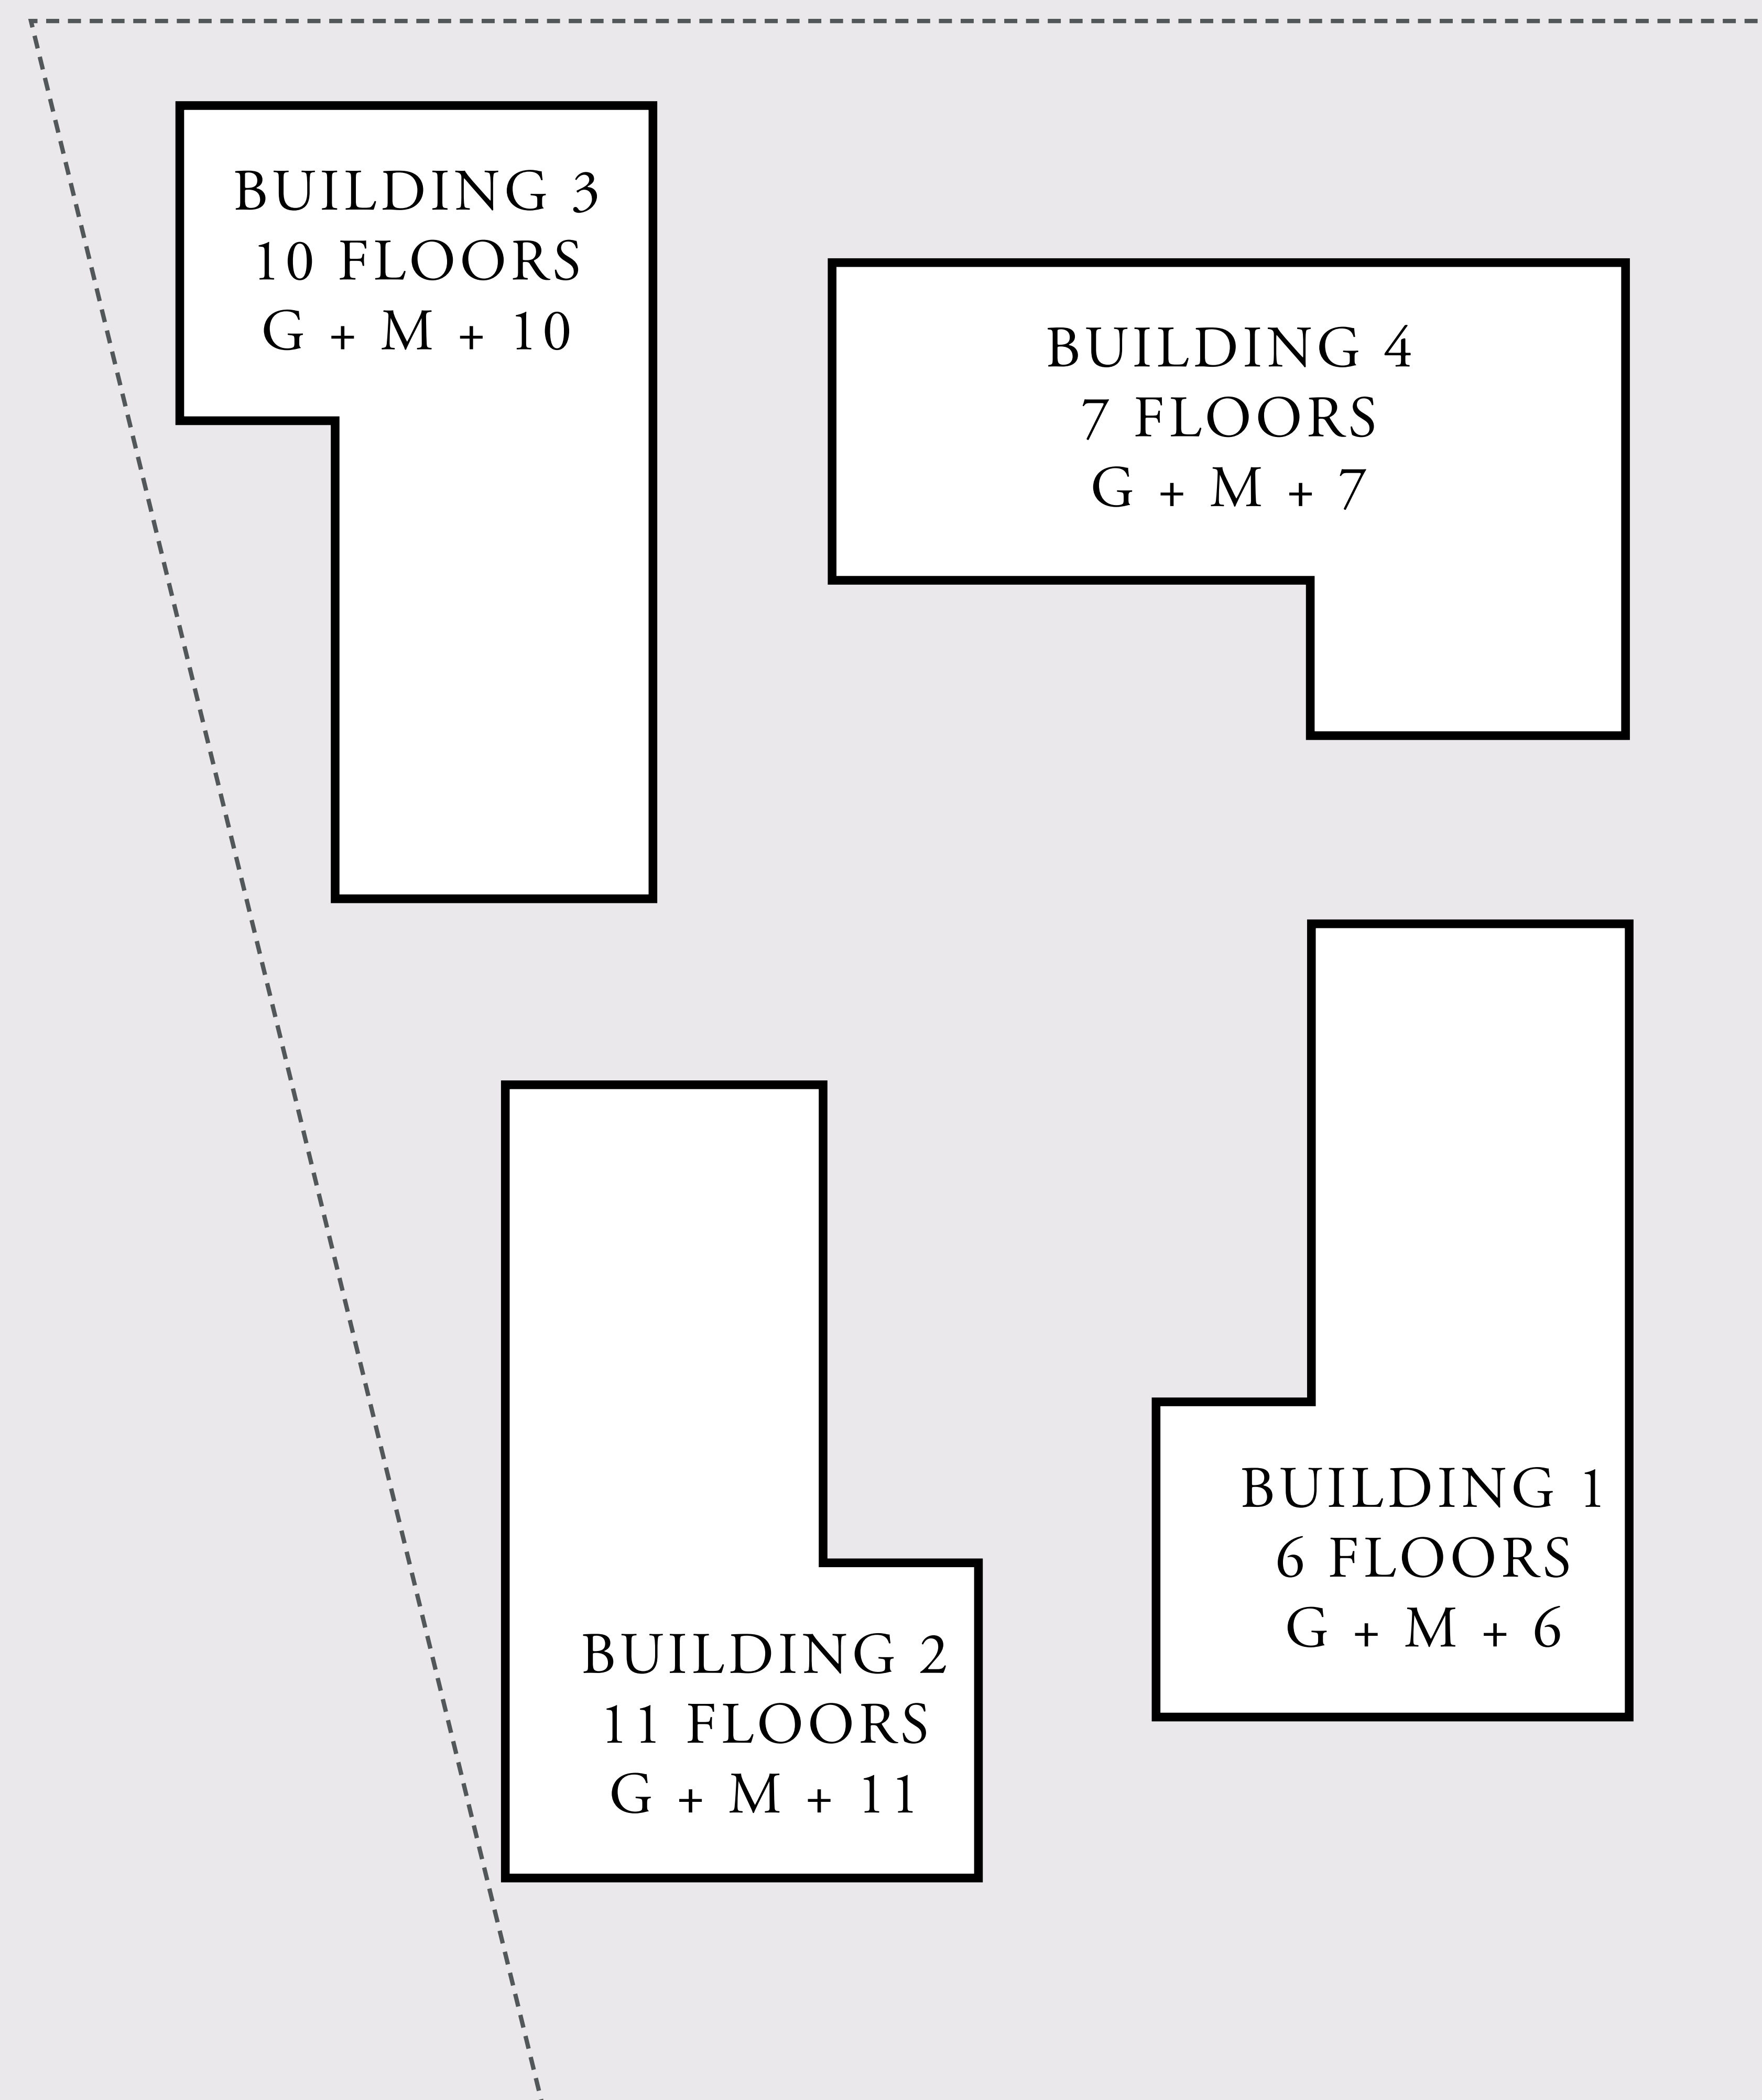 BUILDING 3
10 FLOORS
G + M + 10
BUILDING 4
7 FLOORS
G + M + 7
BUILDING 1
6 FLOORS
G + M + 6
BUILDING 2
11 FLOORS
G + M + 11